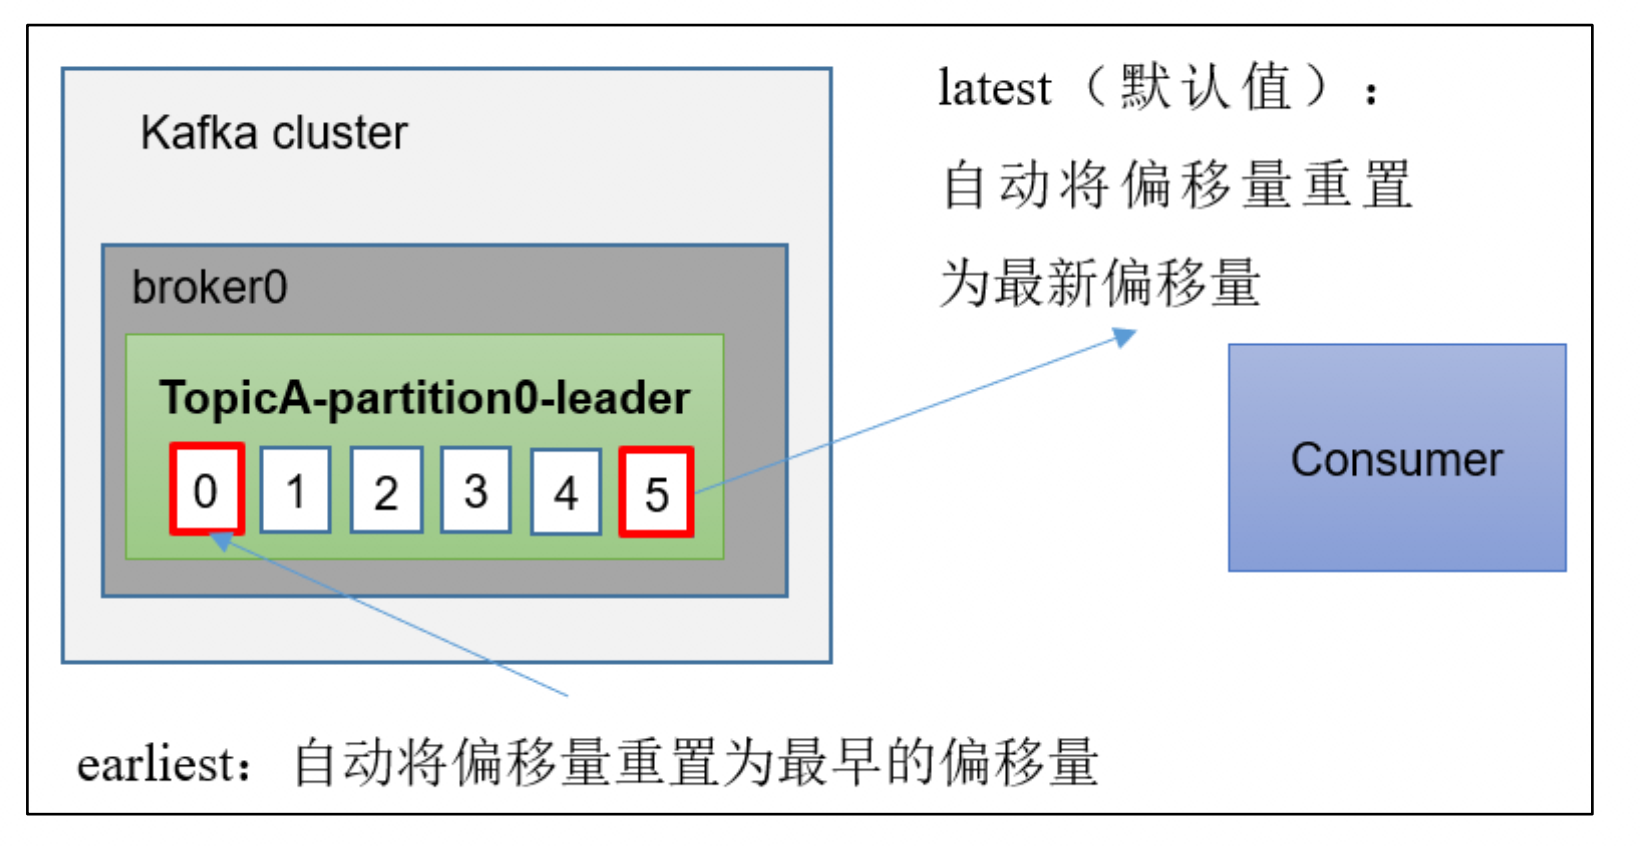 Kafka cluster
broker0
TopicA-partition0-leader
0 1 2 3 4 5
latest（默认值）：
自动将偏移量重置
为最新偏移量
Consumer
earliest：自动将偏移量重置为最早的偏移量